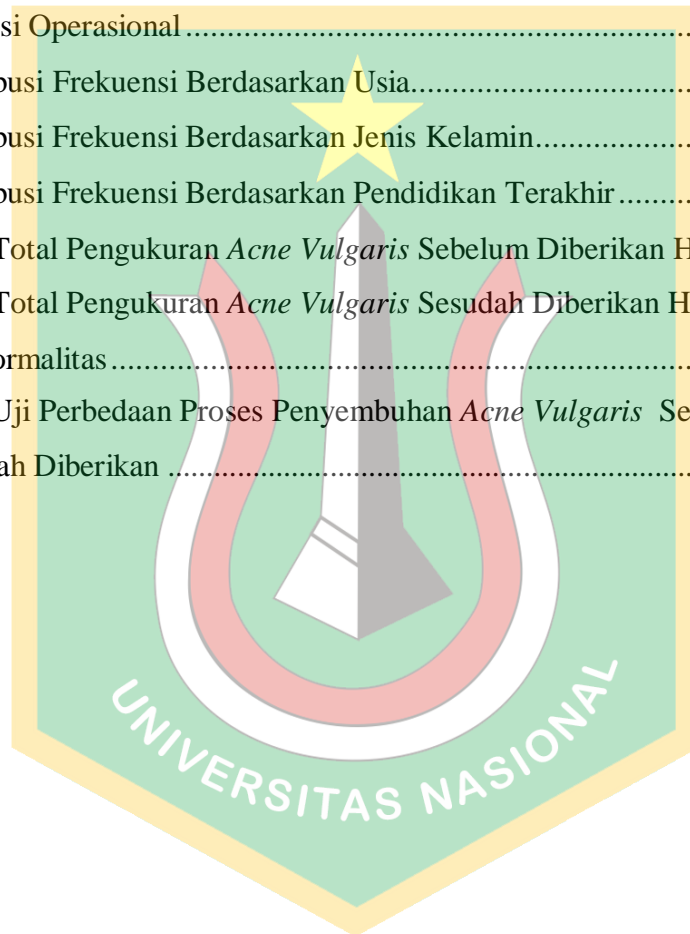 si Operasional ........................................................................
busi Frekuensi Berdasarkan Usia.......................................
busi Frekuensi Berdasarkan Jenis Kelamin......................
busi Frekuensi Berdasarkan Pendidikan Terakhir ..........
Total Pengukuran Acne Vulgaris Sebelum Diberikan H
Total Pengukuran Acne Vulgaris Sesudah Diberikan H
ormalitas ................................................................................
Uji Perbedaan Proses Penyembuhan Acne Vulgaris Se
ah Diberikan .........................................................................
UNIVERSITAS NASIONAL